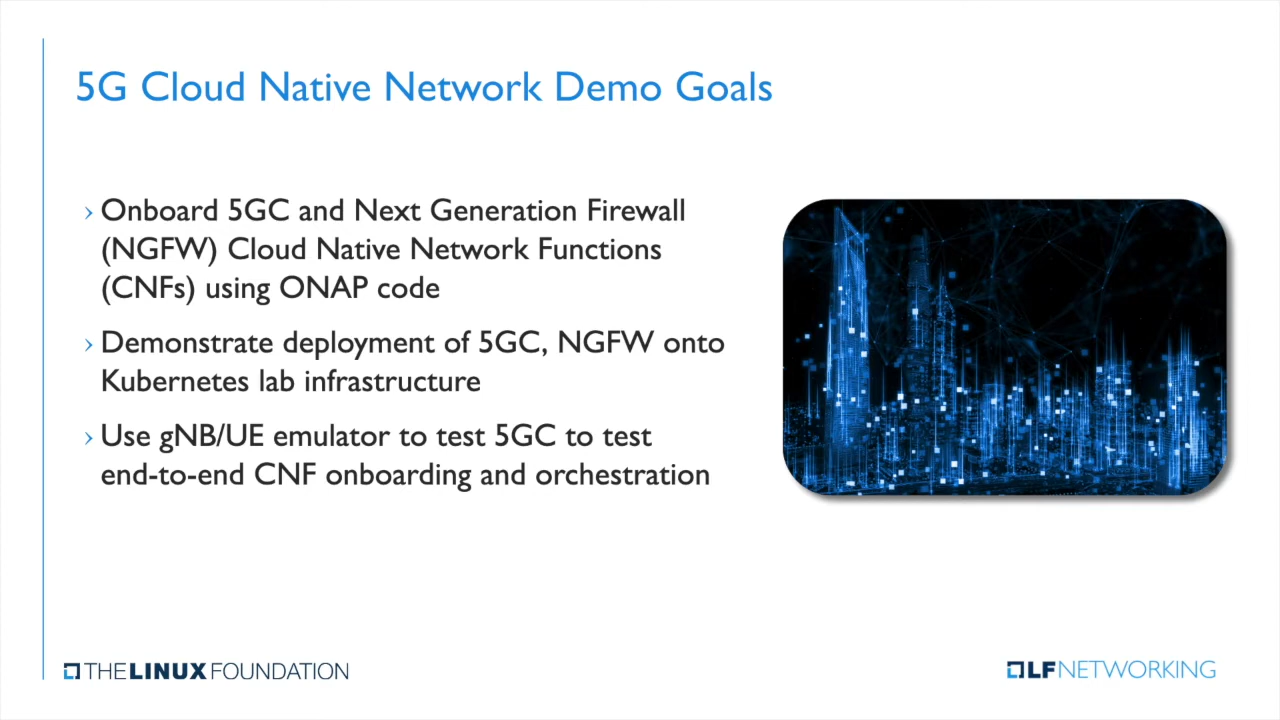 5G Cloud Native Network Demo Goals
› Onboard 5GC and Next Generation Firewall
(NGFW) Cloud Native Network Functions
(CNFs) using ONAP code
› Demonstrate deployment of 5GC, NGFW onto
Kubernetes lab infrastructure
› Use gNB/UE emulator to test 5GC to test
end-to-end CNF onboarding and orchestration
THE LINUX FOUNDATION
LFNETWORKING